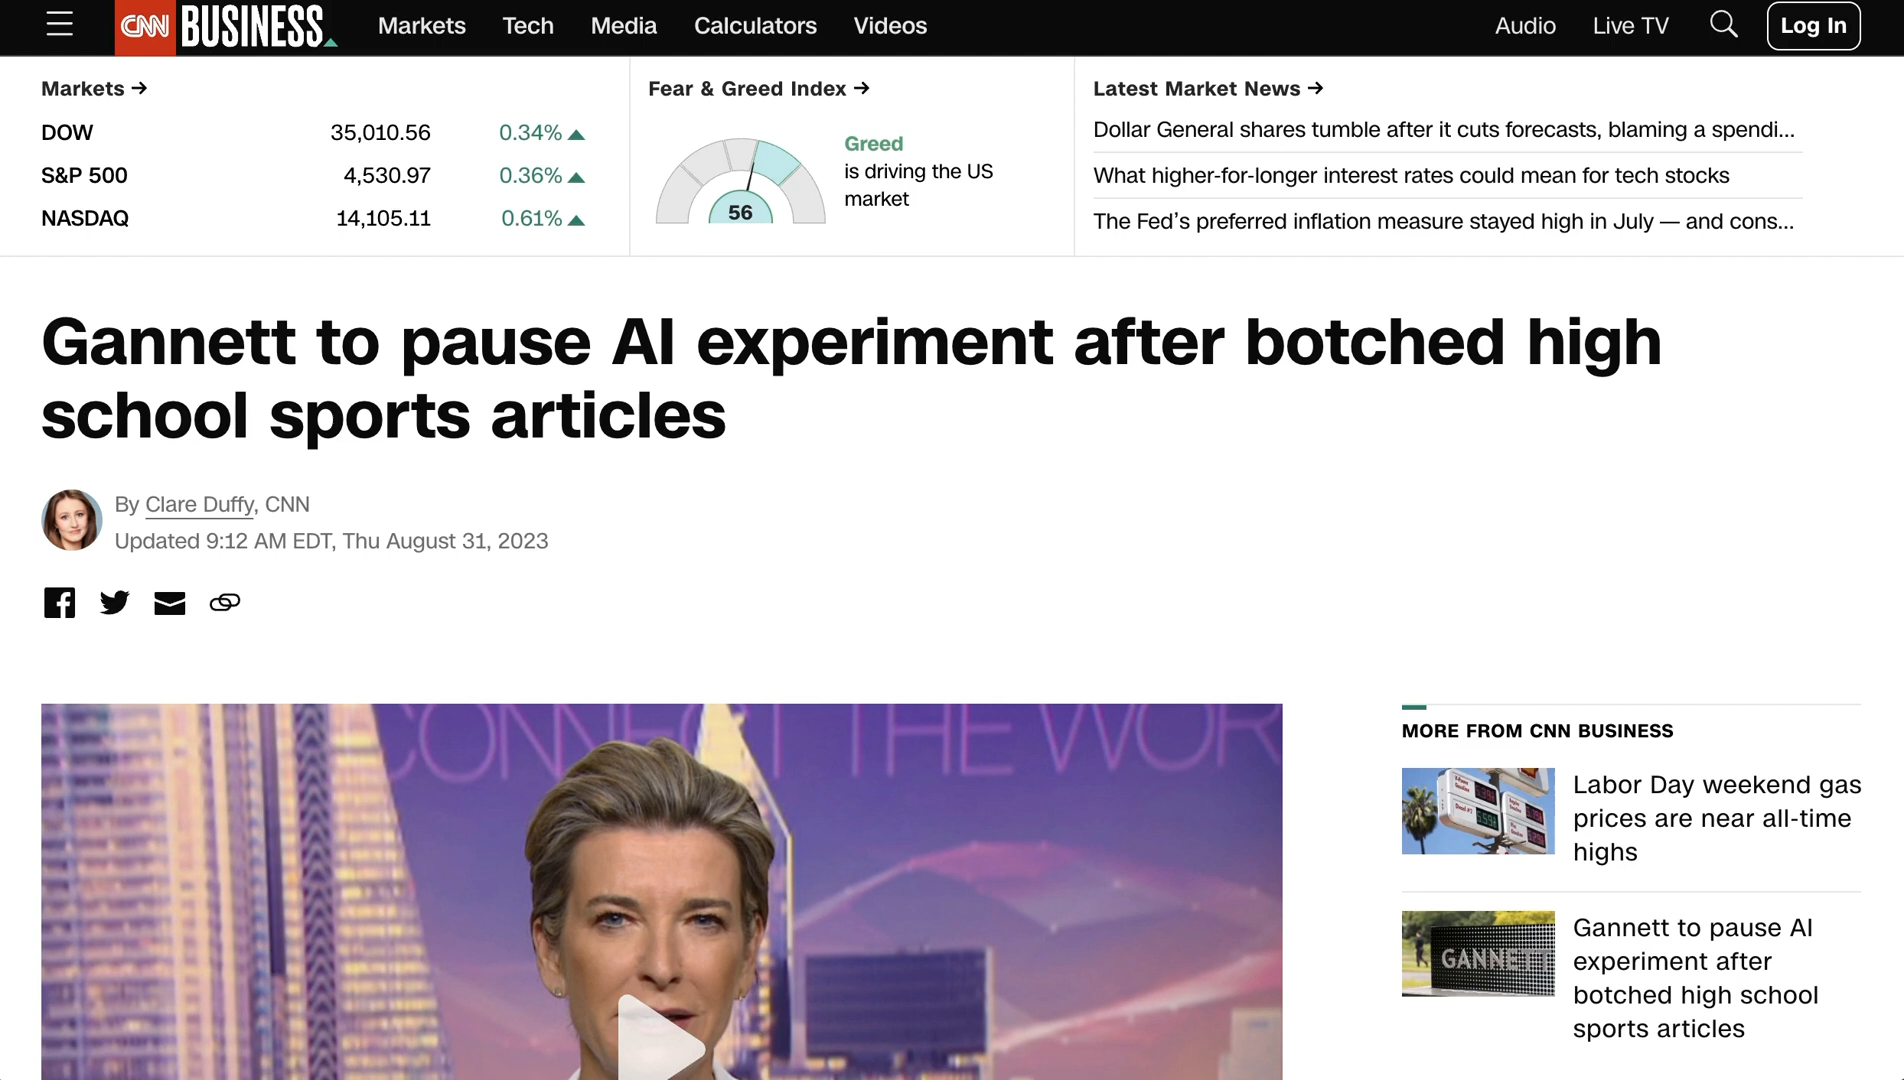 CNN BUSINESS
Markets Tech Media Calculators Videos
Audio Live TV Log In
Markets →
DOW 35,010.56 0.34%
S&P 500 4,530.97 0.36%
NASDAQ 14,105.11 0.61%
Fear & Greed Index →
56
Greed
is driving the US
market
Latest Market News →
Dollar General shares tumble after it cuts forecasts, blaming a spendi...
What higher-for-longer interest rates could mean for tech stocks
The Fed’s preferred inflation measure stayed high in July — and cons...
Gannett to pause AI experiment after botched high
school sports articles
By Clare Duffy, CNN
Updated 9:12 AM EDT, Thu August 31, 2023
CONNECT THE WOR
MORE FROM CNN BUSINESS
Labor Day weekend gas
prices are near all-time
highs
GANNETT
Gannett to pause AI
experiment after
botched high school
sports articles